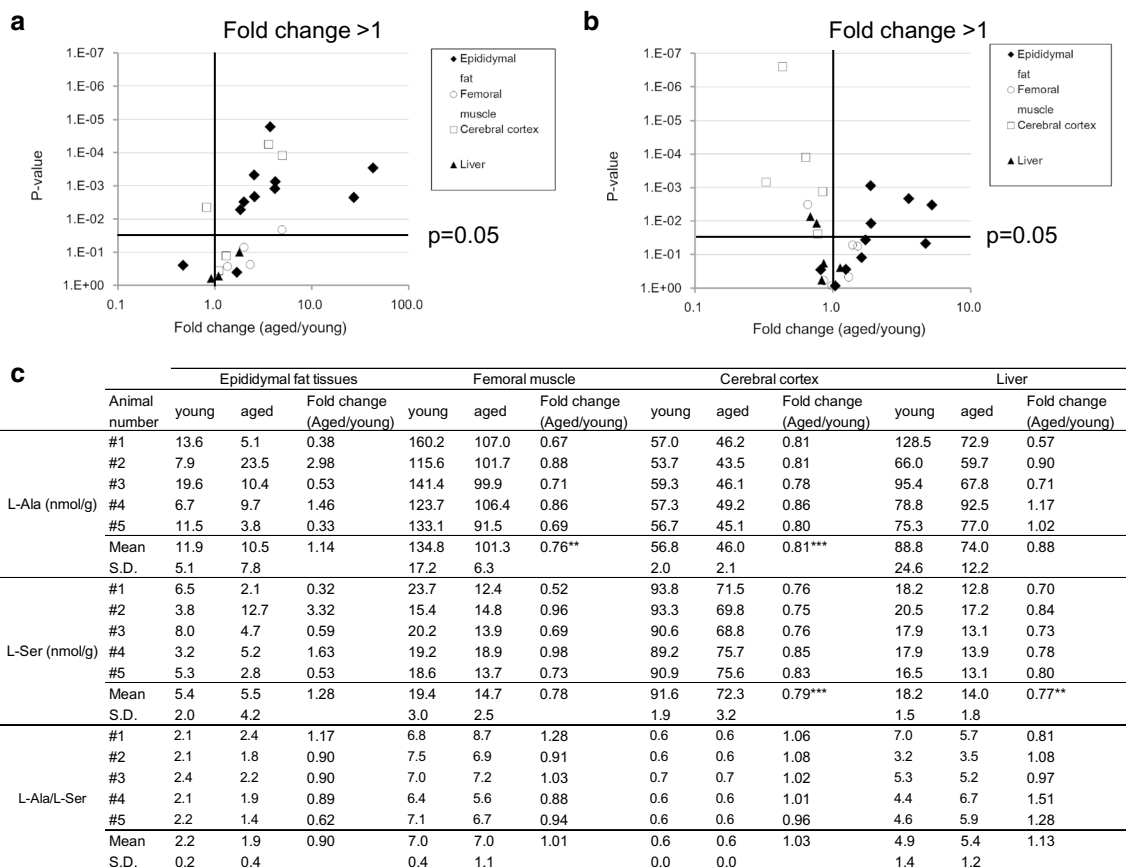 a
Fold change >1
1.E-07
1.E-06
1.E-05
1.E-04
1.E-03
1.E-02
1.E-01
1.E+00
P-value
0.1 1.0 10.0 100.0
Fold change (aged/young)
Epididymal
fat
Femoral
muscle
Cerebral cortex
Liver
p=0.05
b
Fold change >1
1.E-07
1.E-06
1.E-05
1.E-04
1.E-03
1.E-02
1.E-01
1.E+00
P-value
0.1 1.0 10.0
Fold change (aged/young)
Epididymal
fat
Femoral
muscle
Cerebral cortex
Liver
p=0.05
c
Epididymal fat tissues Femoral muscle Cerebral cortex Liver
Animal number young aged Fold change (Aged/young) young aged Fold change (Aged/young) young aged Fold change (Aged/young) young aged Fold change (Aged/young)
L-Ala (nmol/g)
#1 13.6 5.1 0.38 160.2 107.0 0.67 57.0 46.2 0.81 128.5 72.9 0.57
#2 7.9 23.5 2.98 115.6 101.7 0.88 53.7 43.5 0.81 66.0 59.7 0.90
#3 19.6 10.4 0.53 141.4 99.9 0.71 59.3 46.1 0.78 95.4 67.8 0.71
#4 6.7 9.7 1.46 123.7 106.4 0.86 57.3 49.2 0.86 78.8 92.5 1.17
#5 11.5 3.8 0.33 133.1 91.5 0.69 56.7 45.1 0.80 75.3 77.0 1.02
Mean 11.9 10.5 1.14 134.8 101.3 0.76** 56.8 46.0 0.81*** 88.8 74.0 0.88
S.D. 5.1 7.8 17.2 6.3 2.0 2.1 24.6 12.2
L-Ser (nmol/g)
#1 6.5 2.1 0.32 23.7 12.4 0.52 93.8 71.5 0.76 18.2 12.8 0.70
#2 3.8 12.7 3.32 15.4 14.8 0.96 93.3 69.8 0.75 20.5 17.2 0.84
#3 8.0 4.7 0.59 20.2 13.9 0.69 90.6 68.8 0.76 17.9 13.1 0.73
#4 3.2 5.2 1.63 19.2 18.9 0.98 89.2 75.7 0.85 17.9 13.9 0.78
#5 5.3 2.8 0.53 18.6 13.7 0.73 90.9 75.6 0.83 16.5 13.1 0.80
Mean 5.4 5.5 1.28 19.4 14.7 0.78 91.6 72.3 0.79*** 18.2 14.0 0.77**
S.D. 2.0 4.2 3.0 2.5 1.9 3.2 1.5 1.8
L-Ala/L-Ser
#1 2.1 2.4 1.17 6.8 8.7 1.28 0.6 0.6 1.06 7.0 5.7 0.81
#2 2.1 1.8 0.90 7.5 6.9 0.91 0.6 0.6 1.08 3.2 3.5 1.08
#3 2.4 2.2 0.90 7.0 7.2 1.03 0.7 0.7 1.02 5.3 5.2 0.97
#4 2.1 1.9 0.89 6.4 5.6 0.88 0.6 0.6 1.01 4.4 6.7 1.51
#5 2.2 1.4 0.62 7.1 6.7 0.94 0.6 0.6 0.96 4.6 5.9 1.28
Mean 2.2 1.9 0.90 7.0 7.0 1.01 0.6 0.6 1.03 4.9 5.4 1.13
S.D. 0.2 0.4 0.4 1.1 0.0 0.0 1.4 1.2